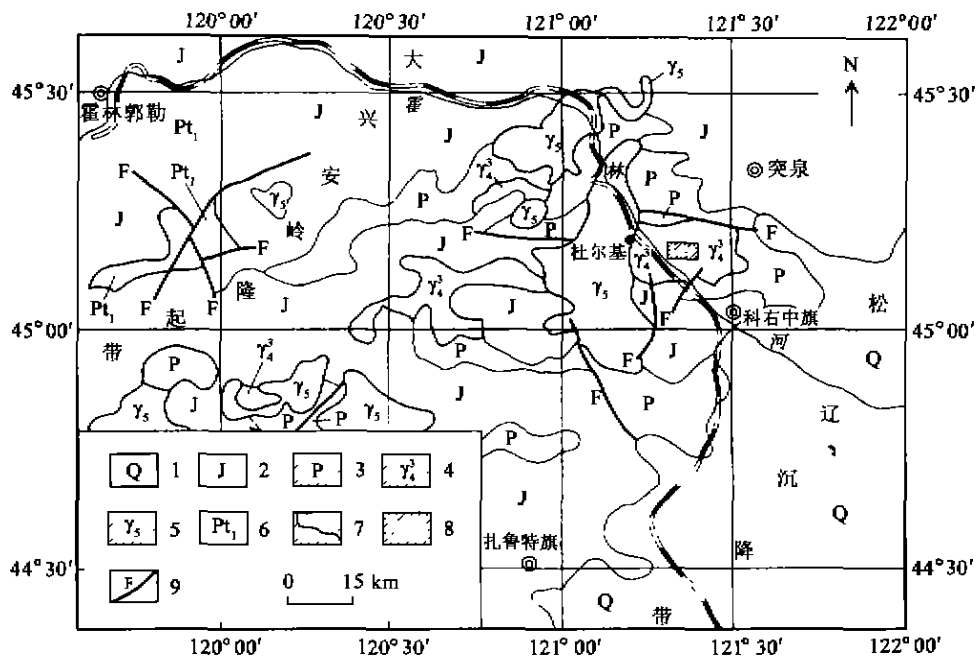 120°00′ 120°30′ 121°00′ 121°30′ 122°00′
J 大 J γ5 N
45°30′ 45°30′
霍林郭勒 J 霍 P J
Pt1 兴 J γ5 林 P 突泉
F Pt1 安 γ4³ P
γ5 P γ5 P F
J 岭 J F 杜尔基 γ4³
F γ4³ γ4³ P
Pt1 F F 隆 J J γ5 J F 科右中旗 松
45°00′ 起 45°00′
带 P γ4³ P F J 河 Q
γ5 J γ5 J F P 辽
P P γ5
P
Q 1 J 2 P 3 γ4³ 4 J 沉
γ5 5 Pt1 6 7 8 Q
扎鲁特旗 降
44°30′ F 9 0 15 km 44°30′
Q 带
120°00′ 120°30′ 121°00′ 121°30′ 122°00′